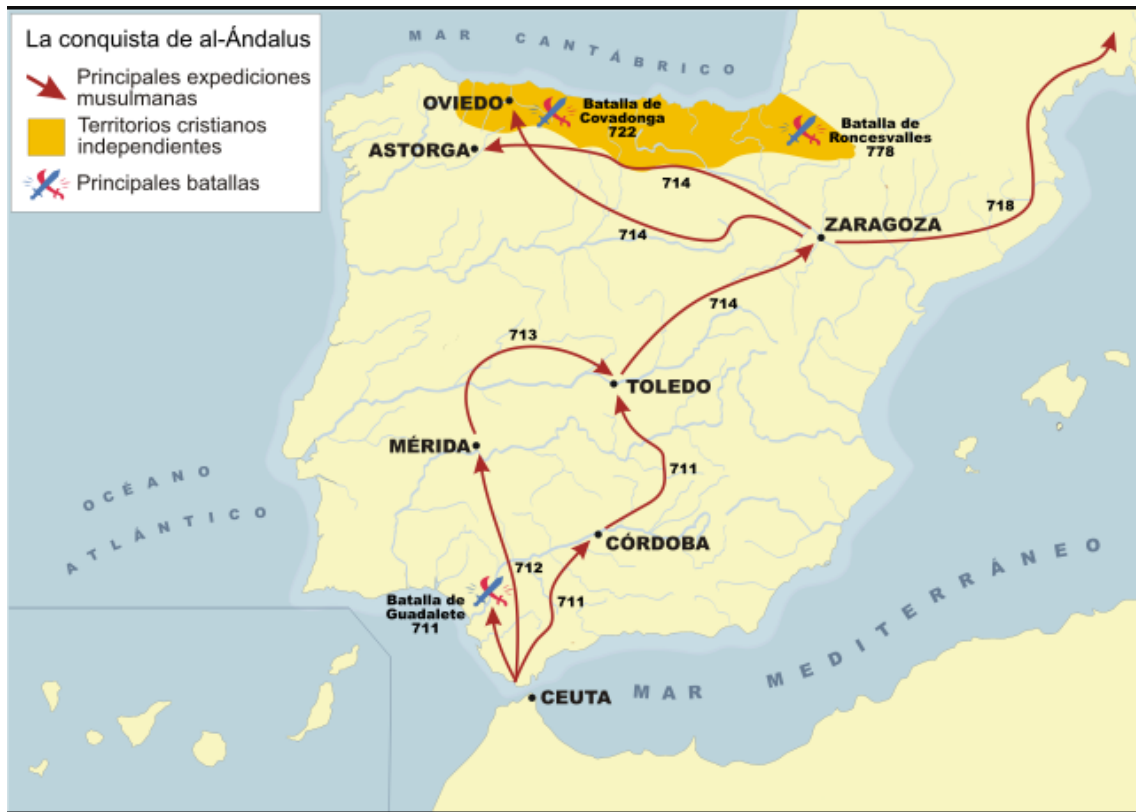 La conquista de al-Ándalus
Principales expediciones
musulmanas
Territorios cristianos
independientes
Principales batallas
MAR CANTÁBRICO
OVIEDO
Batalla de
Covadonga
722
Batalla de
Roncesvalles
778
ASTORGA
714
718
ZARAGOZA
714
714
713
TOLEDO
MÉRIDA
711
OCÉANO
ATLÁNTICO
CÓRDOBA
712
711
Batalla de
Guadalete
711
MAR MEDITERRÁNEO
CEUTA